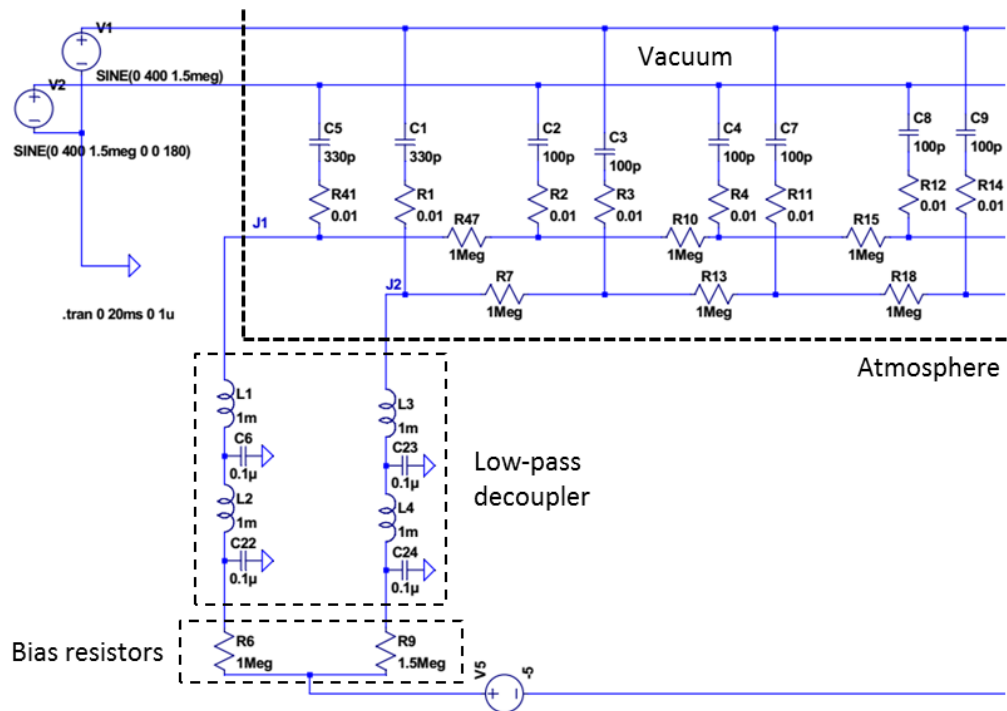 V1
Vacuum
SINE(0 400 1.5meg)
V2
SINE(0 400 1.5meg 0 0 180)
C5
330p
C1
330p
C2
100p
C3
100p
C4
100p
C7
100p
C8
100p
C9
100p
R41
0.01
R1
0.01
R2
0.01
R3
0.01
R4
0.01
R11
0.01
R12
0.01
R14
0.01
J1
R47
1Meg
R10
1Meg
R15
1Meg
J2
R7
1Meg
R13
1Meg
R18
1Meg
.tran 0 20ms 0 1u
Atmosphere
L1
1m
L3
1m
C6
0.1µ
C23
0.1µ
Low-pass
decoupler
L2
1m
L4
1m
C22
0.1µ
C24
0.1µ
Bias resistors
R6
1Meg
R9
1.5Meg
V5
-5